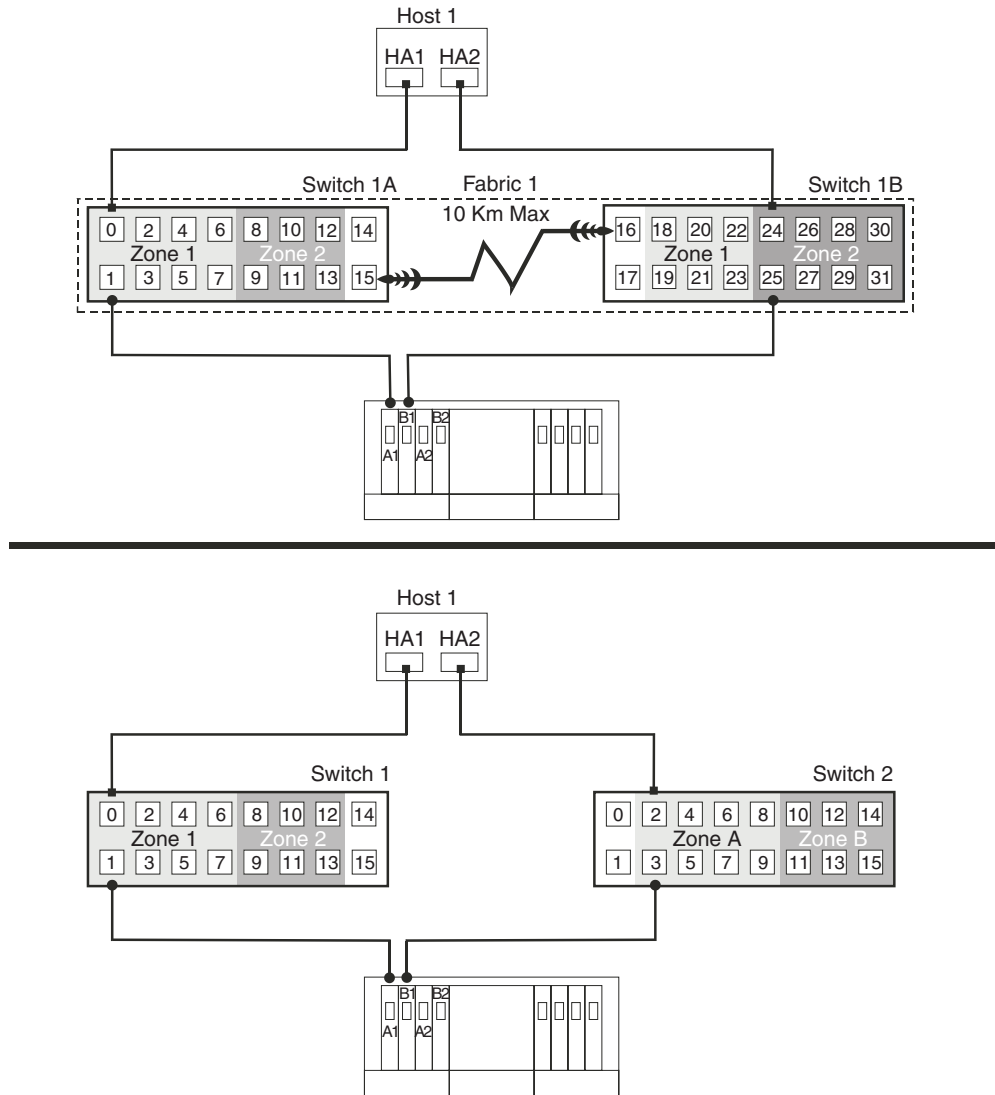 Host 1
HA1 HA2
Switch 1A Fabric 1 Switch 1B
10 Km Max
0 2 4 6 8 10 12 14 16 18 20 22 24 26 28 30
Zone 1 Zone 2 Zone 1 Zone 2
1 3 5 7 9 11 13 15 17 19 21 23 25 27 29 31
B1 B2
A1 A2
Host 1
HA1 HA2
Switch 1 Switch 2
0 2 4 6 8 10 12 14 0 2 4 6 8 10 12 14
Zone 1 Zone 2 Zone A Zone B
1 3 5 7 9 11 13 15 1 3 5 7 9 11 13 15
B1 B2
A1 A2